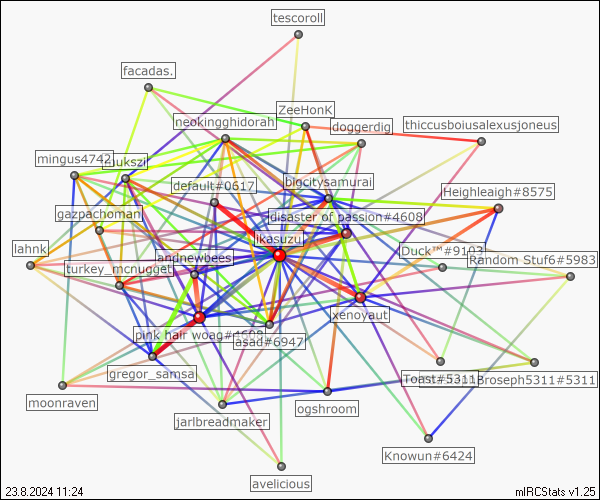 tescoroll
facadas.
ZeeHonK
neokingghidorah
doggerdig
thiccusboiusalexusjoneus
mingus4742
default#0617
bigcitysamurai
Heighleaigh#8575
gazpachoman
disaster of passion#4608
ikasuzu
lahnk
andnewbees
Duck™#9103
Random Stuf6#5983
turkey_mcnugget
xenoyaut
pink hair woag#4669
asad#6947
gregor_samsa
Toast#5311
Broseph5311#5311
moonraven
ogshroom
jarlbreadmaker
Knowun#6424
avelicious
23.8.2024 11:24
mIRCStats v1.25